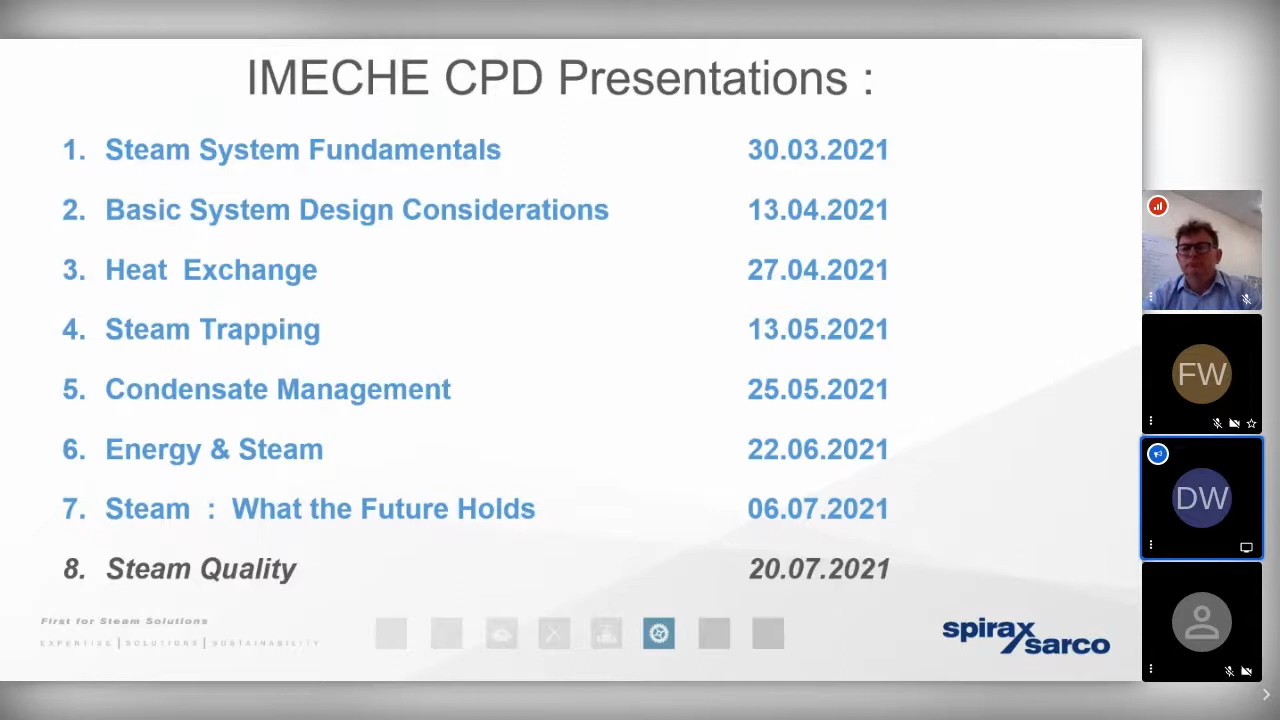 IMECHE CPD Presentations :
1. Steam System Fundamentals 30.03.2021
2. Basic System Design Considerations 13.04.2021
3. Heat Exchange 27.04.2021
4. Steam Trapping 13.05.2021
5. Condensate Management 25.05.2021
6. Energy & Steam 22.06.2021
7. Steam : What the Future Holds 06.07.2021
8. Steam Quality 20.07.2021
First for Steam Solutions
EXPERTISE | SOLUTIONS | SUSTAINABILITY
spirax
sarco
FW
DW